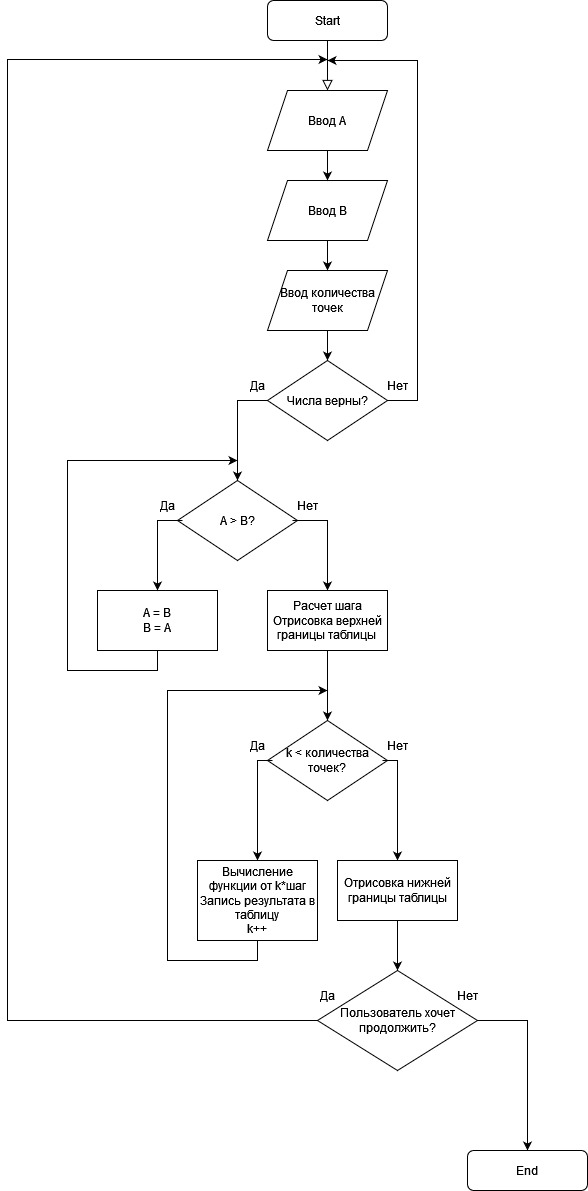 Start
Ввод А
Ввод В
Ввод количества
точек
Числа верны?
Да
Нет
А > В?
Да
Нет
А = В
В = А
Расчет шага
Отрисовка верхней
границы таблицы
k < количества
точек?
Да
Нет
Вычисление
функции от k*шаг
Запись результата в
таблицу
k++
Отрисовка нижней
границы таблицы
Пользователь хочет
продолжить?
Да
Нет
End